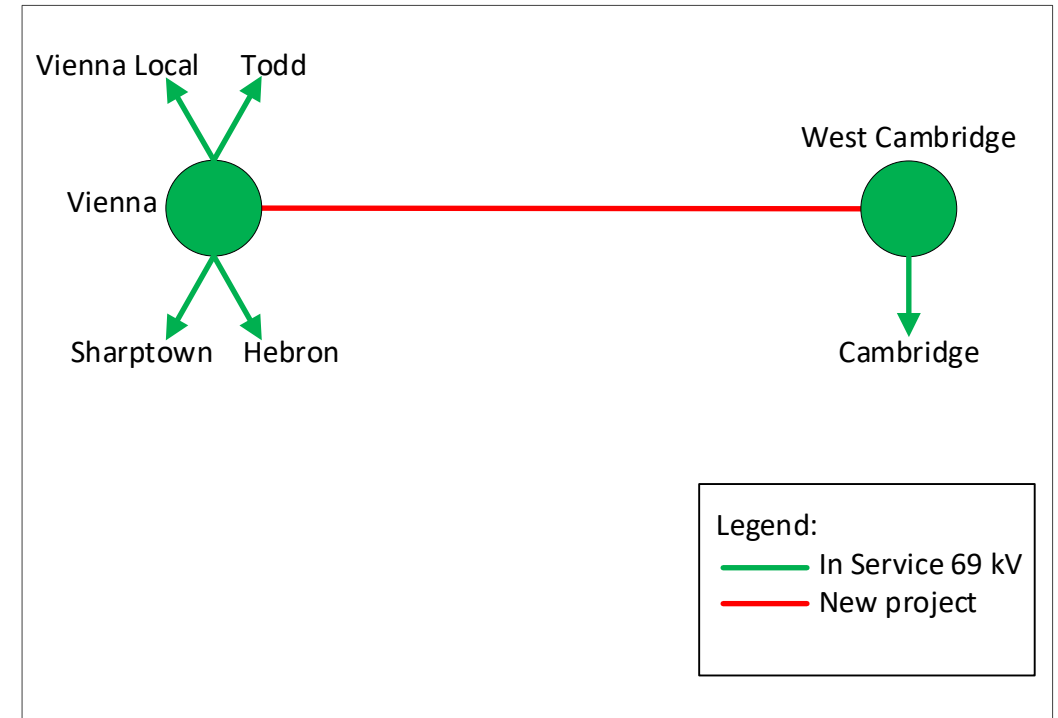 Vienna Local
Todd
West Cambridge
Vienna
Sharptown
Hebron
Cambridge
Legend:
In Service 69 kV
New project